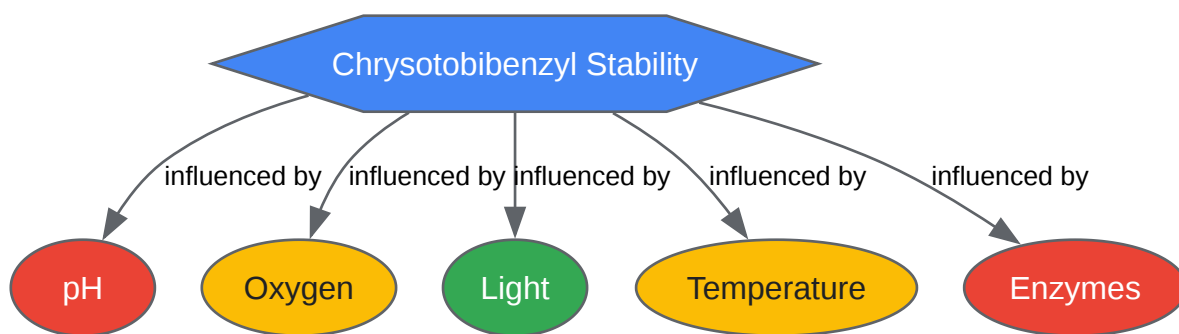 Chrysotobibenzyl Stability
influenced by influenced by influenced by influenced by influenced by
pH Oxygen Light Temperature Enzymes